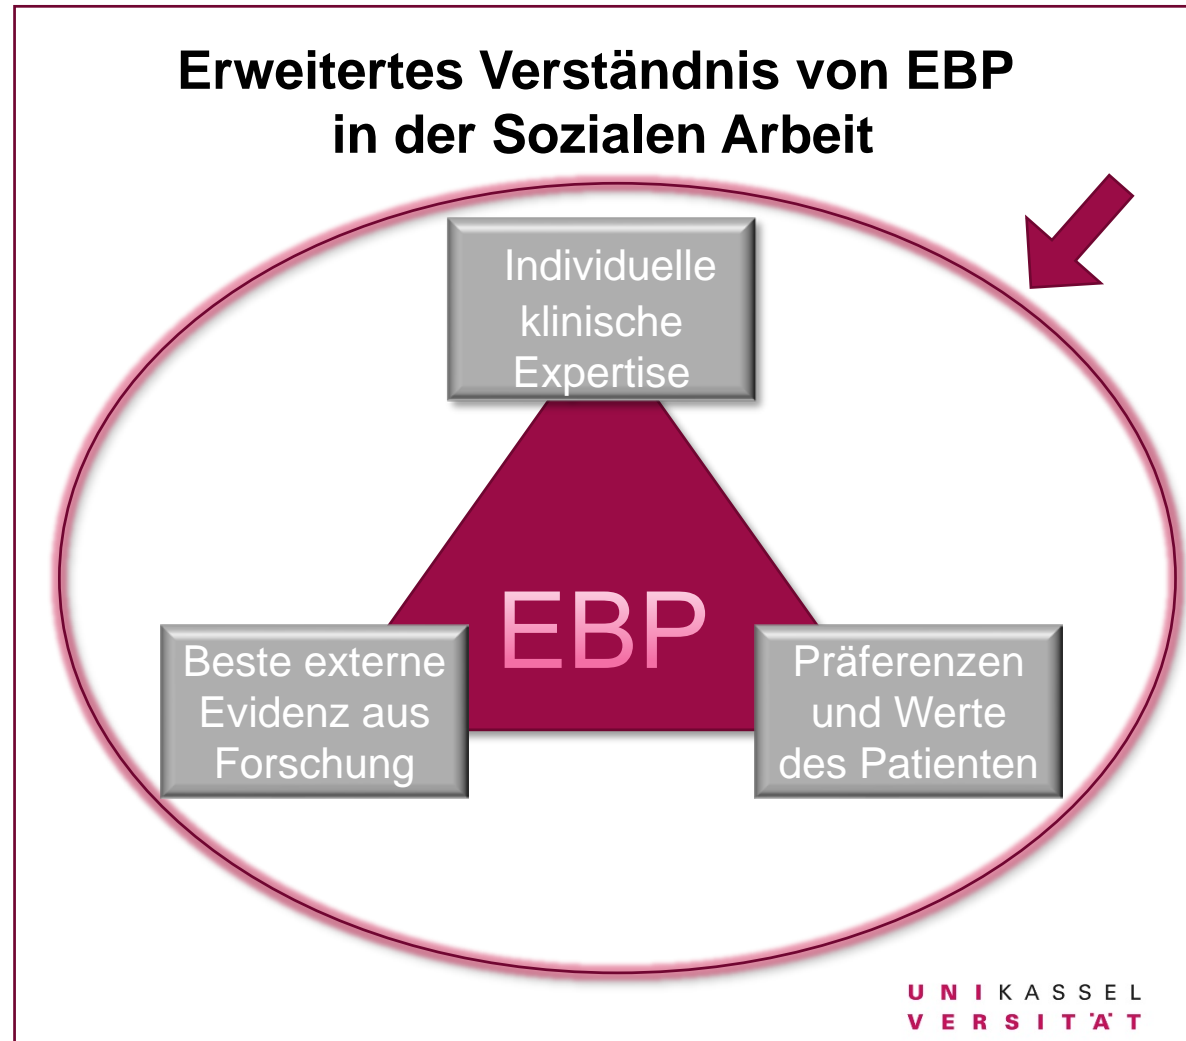 Erweitertes Verständnis von EBP
in der Sozialen Arbeit
Individuelle
klinische
Expertise
EBP
Beste externe
Evidenz aus
Forschung
Präferenzen
und Werte
des Patienten
UNIKASSEL
VERSITÄT